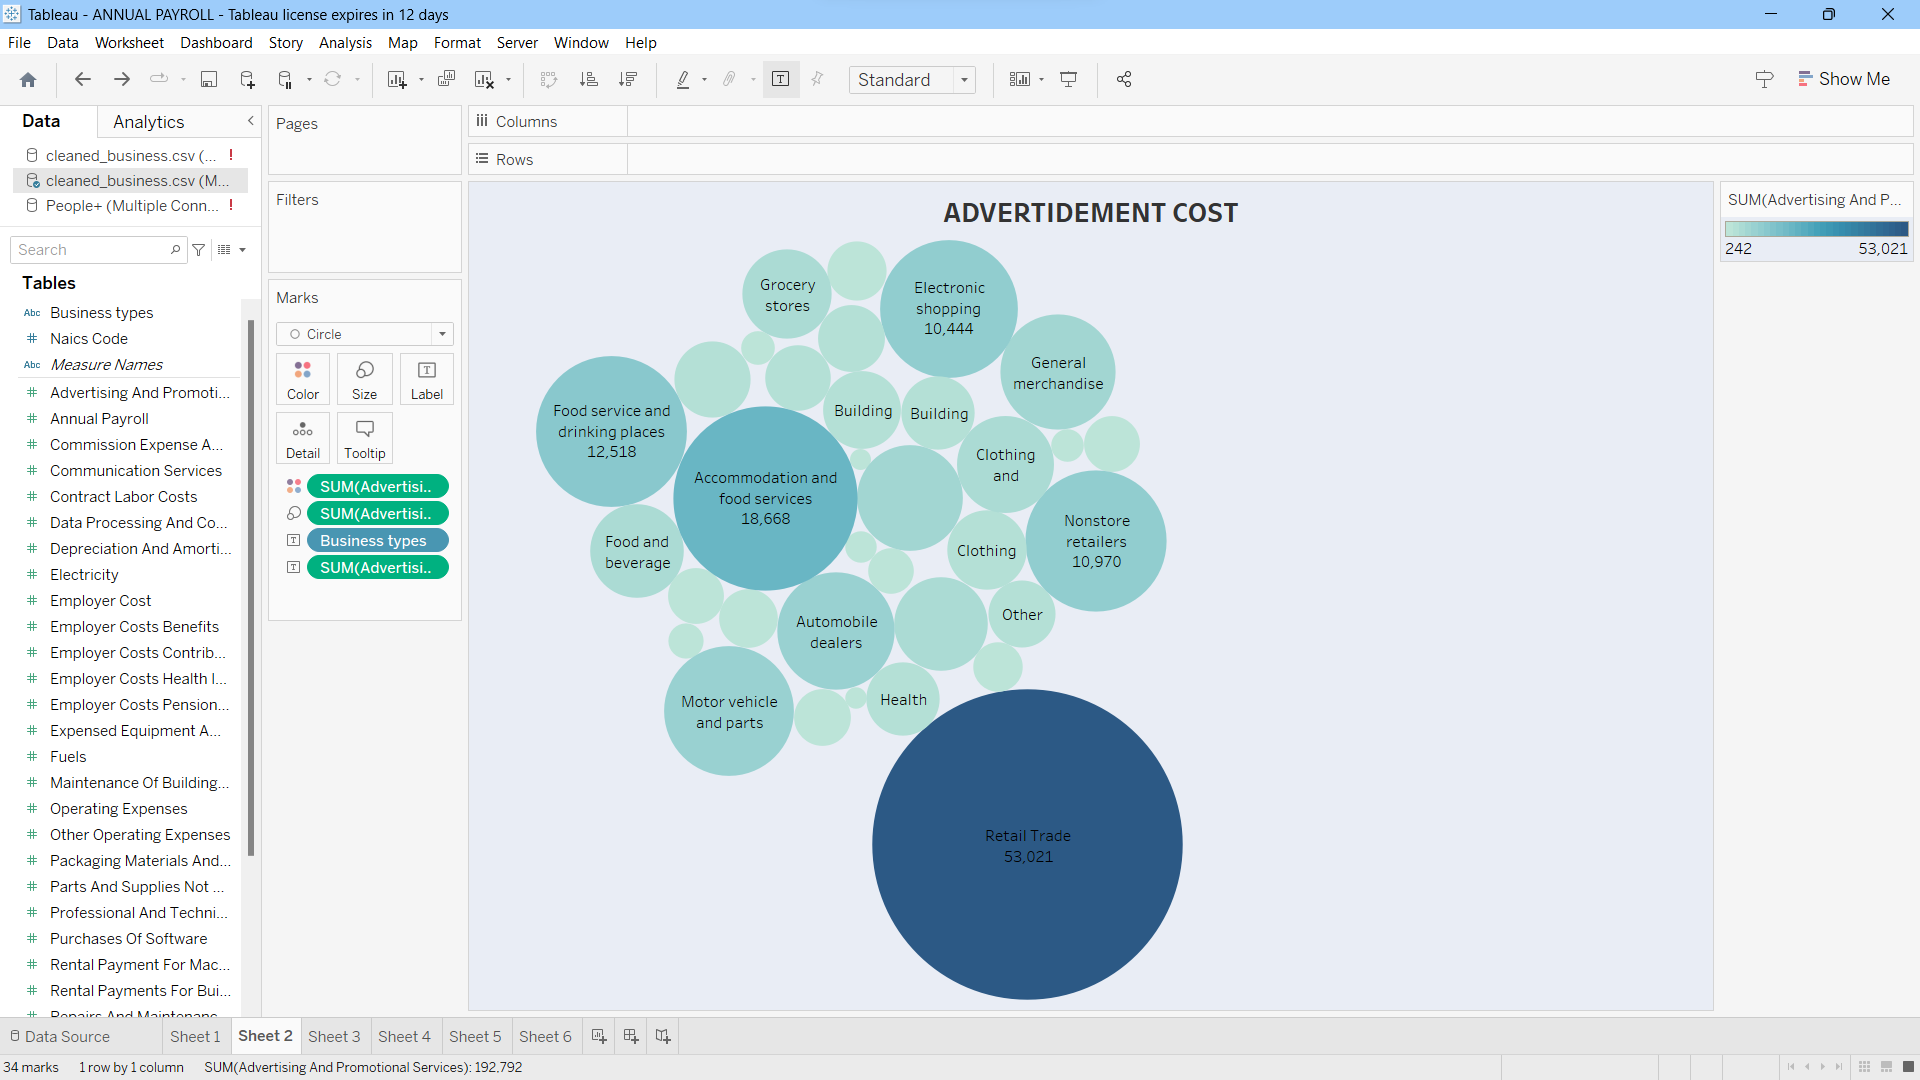 Tableau - ANNUAL PAYROLL - Tableau license expires in 12 days
File Data Worksheet Dashboard Story Analysis Map Format Server Window Help
Standard
Show Me
Data Analytics
cleaned_business.csv (... !
cleaned_business.csv (M...
People+ (Multiple Conn... !
Search
Tables
Abc Business types
# Naics Code
Abc Measure Names
# Advertising And Promoti...
# Annual Payroll
# Commission Expense A...
# Communication Services
# Contract Labor Costs
# Data Processing And Co...
# Depreciation And Amorti...
# Electricity
# Employer Cost
# Employer Costs Benefits
# Employer Costs Contrib...
# Employer Costs Health I...
# Employer Costs Pension...
# Expensed Equipment A...
# Fuels
# Maintenance Of Building...
# Operating Expenses
# Other Operating Expenses
# Packaging Materials And...
# Parts And Supplies Not ...
# Professional And Techni...
# Purchases Of Software
# Rental Payment For Mac...
# Rental Payments For Bui...
# Repairs And Maintenanc
Pages
Filters
Marks
Circle
Color Size Label
Detail Tooltip
SUM(Advertisi..
SUM(Advertisi..
T Business types
T SUM(Advertisi..
Columns
Rows
ADVERTIDEMENT COST
Grocery
stores
Electronic
shopping
10,444
General
merchandise
Food service and
drinking places
12,518
Building
Building
Clothing
and
Accommodation and
food services
18,668
Nonstore
retailers
10,970
Food and
beverage
Clothing
Automobile
dealers
Other
Motor vehicle
and parts
Health
Retail Trade
53,021
SUM(Advertising And P...
242 53,021
Data Source Sheet 1 Sheet 2 Sheet 3 Sheet 4 Sheet 5 Sheet 6
34 marks 1 row by 1 column SUM(Advertising And Promotional Services): 192,792